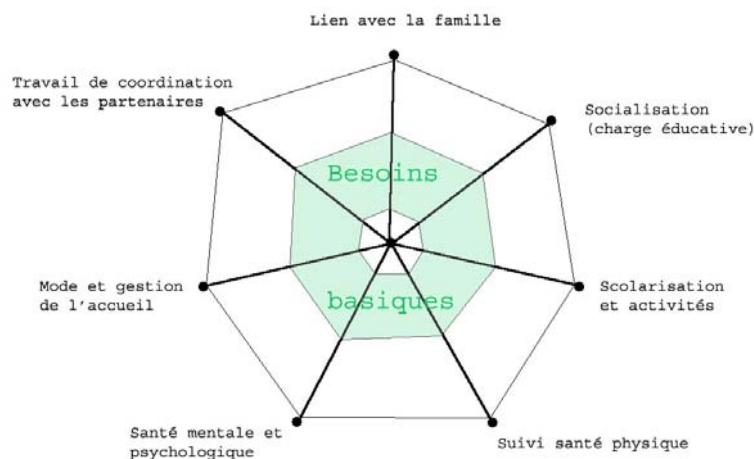 Lien avec la famille
Travail de coordination
avec les partenaires
Socialisation
(charge éducative)
Besoins
Mode et gestion
de l'accueil
basiques
Scolarisation
et activités
Santé mentale et
psychologique
Suivi santé physique